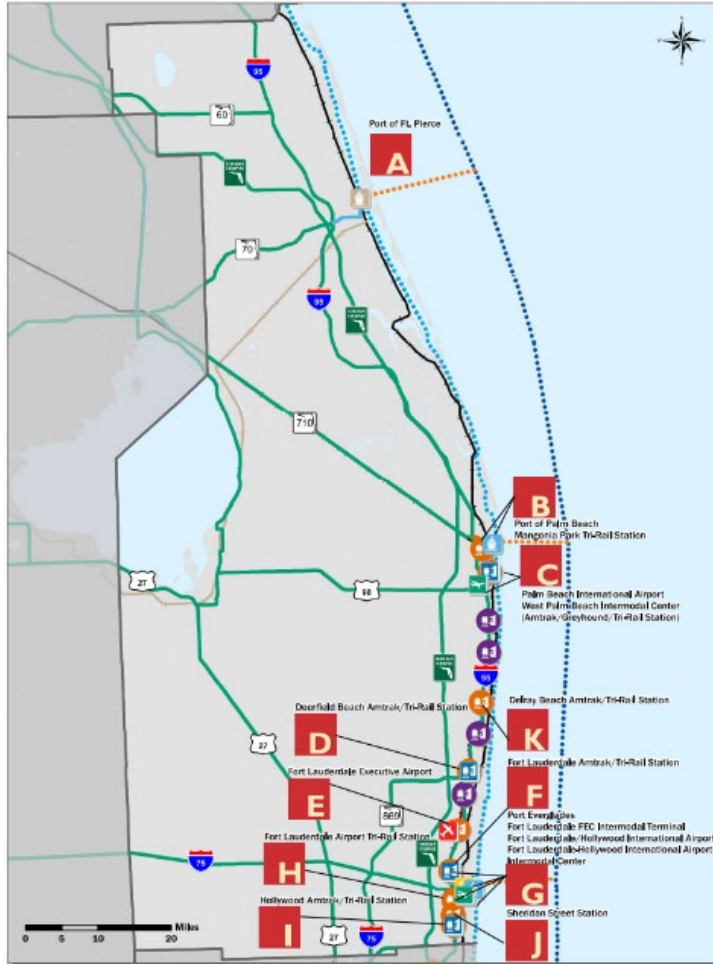 95
60
Port of Ft. Pierce
A
70
95
710
B
Port of Palm Beach
Mangonia Park Tri-Rail Station
C
27
98
Palm Beach International Airport
West Palm Beach Intermodal Center
(Amtrak/Greyhound/Tri-Rail Station)
95
Deerfield Beach Amtrak/Tri-Rail Station
Delray Beach Amtrak/Tri-Rail Station
D
K
27
Fort Lauderdale Executive Airport
Fort Lauderdale Amtrak/Tri-Rail Station
E
F
869
Port Everglades
Fort Lauderdale FEC Intermodal Terminal
Fort Lauderdale/Hollywood International Airport
Fort Lauderdale-Hollywood International Airport
Intermodal Center
Fort Lauderdale Airport Tri-Rail Station
75
H
G
Hollywood Amtrak/Tri-Rail Station
Sheridan Street Station
I
J
Miles
0 5 10 20
27
75